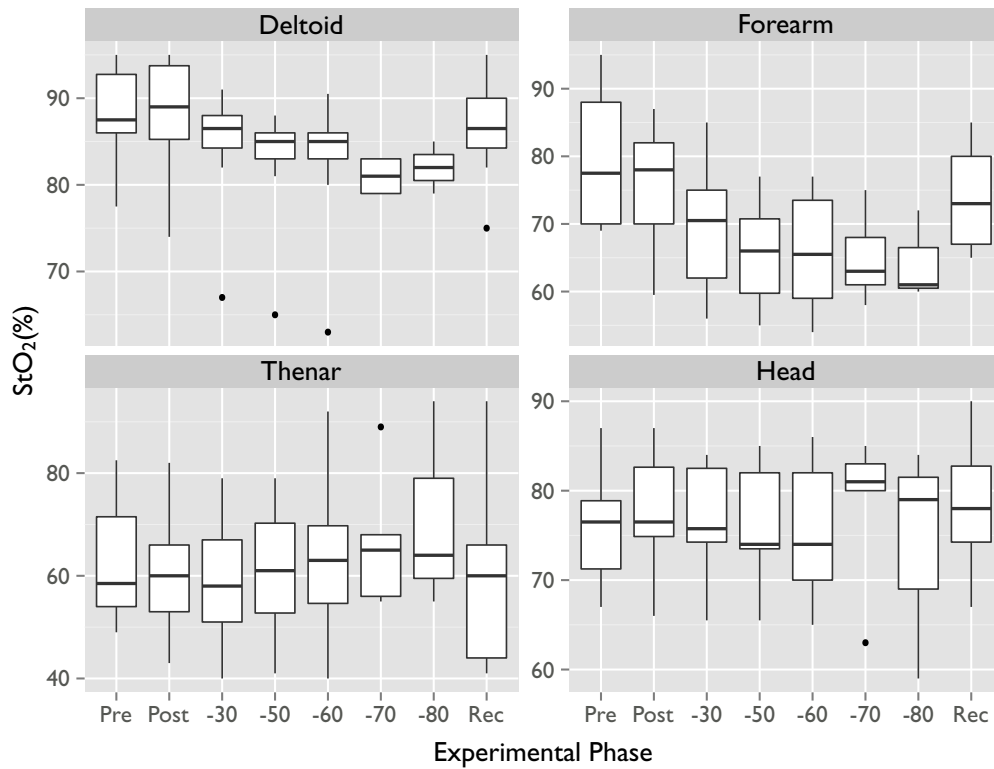 Deltoid
Forearm
90
80
70
90
80
70
60
StO₂(%)
Thenar
Head
80
60
40
90
80
70
60
Pre Post -30 -50 -60 -70 -80 Rec
Pre Post -30 -50 -60 -70 -80 Rec
Experimental Phase